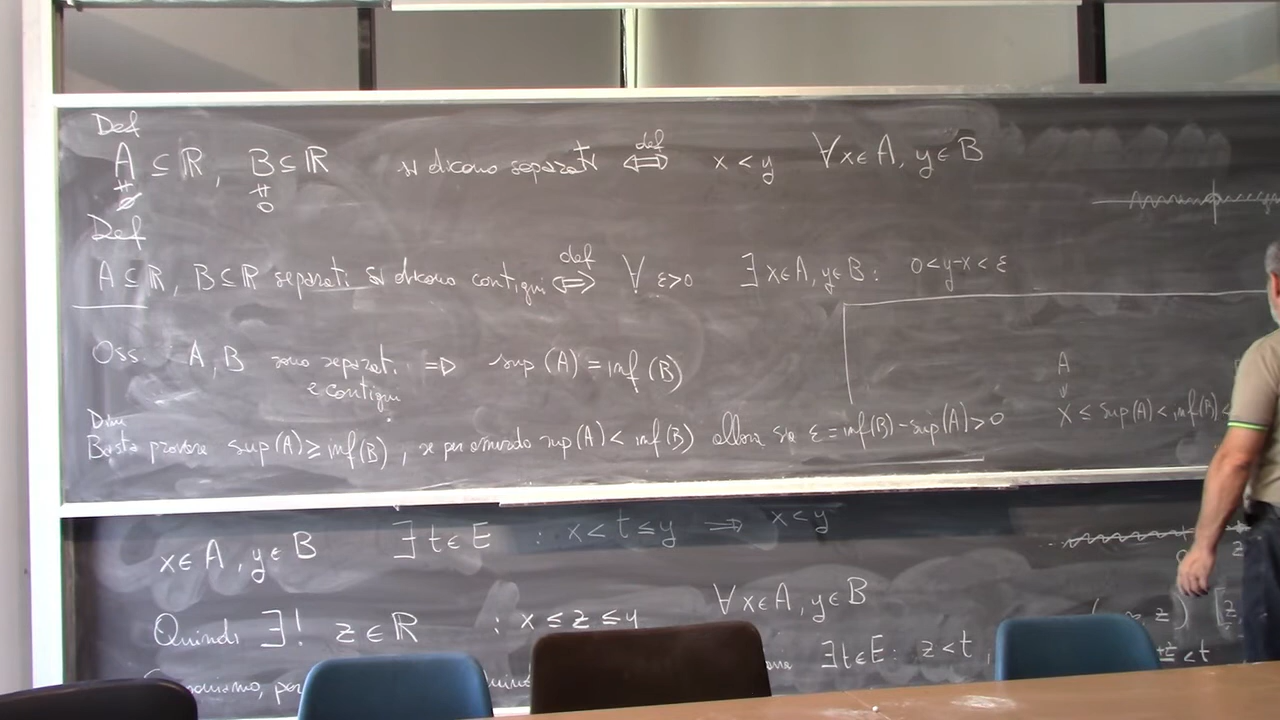 Def
A ⊆ ℝ, B ⊆ ℝ si dicono separati ⇔ def x < y ∀x∈A, y∈B
≠ ≠
∅ ∅
Def
A ⊆ ℝ, B ⊆ ℝ separati si dicono contigui ⇔ def ∀ ε>0 ∃ x∈A, y∈B: 0<y-x<ε
Oss. A, B sono separati => sup(A) = inf(B)
e contigui
A
Dim
Basta provare sup(A) ≥ inf(B), se per assurdo sup(A) < inf(B) allora sia ε = inf(B) - sup(A) > 0
x ≤ sup(A) < inf(B) <
x∈A, y∈B ∃ t∈E : x < t ≤ y ⇒ x < y
Quindi ∃! z∈ℝ : x ≤ z ≤ y ∀x∈A, y∈B
z) [z
∃t∈E: z < t ,
< t